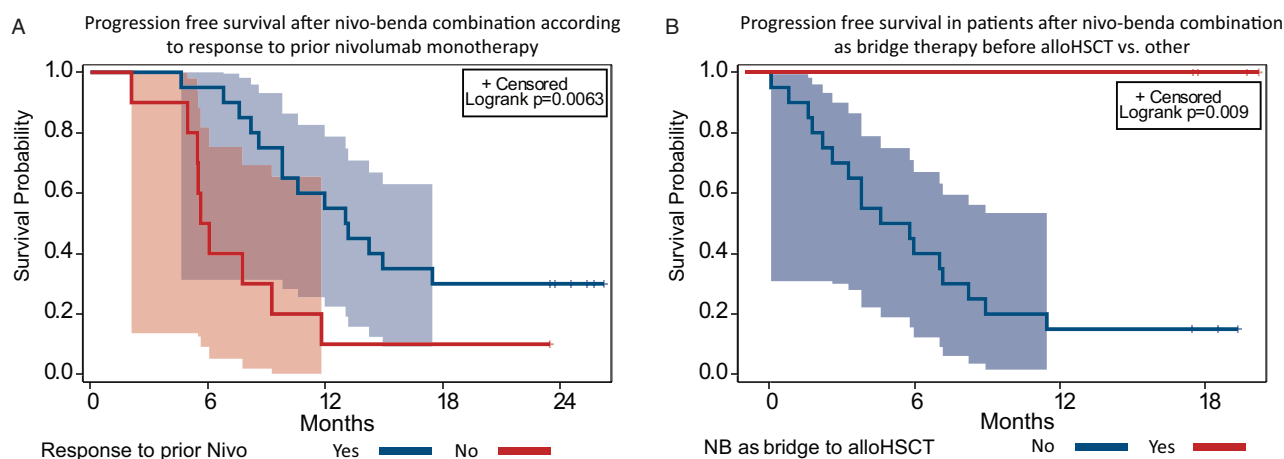 A
Progression free survival after nivo-benda combination according
to response to prior nivolumab monotherapy
+ Censored
Logrank p=0.0063
Survival Probability
1.0
0.8
0.6
0.4
0.2
0.0
0 6 12 18 24
Months
Response to prior Nivo Yes No
B
Progression free survival in patients after nivo-benda combination
as bridge therapy before alloHSCT vs. other
+ Censored
Logrank p=0.009
Survival Probability
1.0
0.8
0.6
0.4
0.2
0.0
0 6 12 18
Months
NB as bridge to alloHSCT No Yes